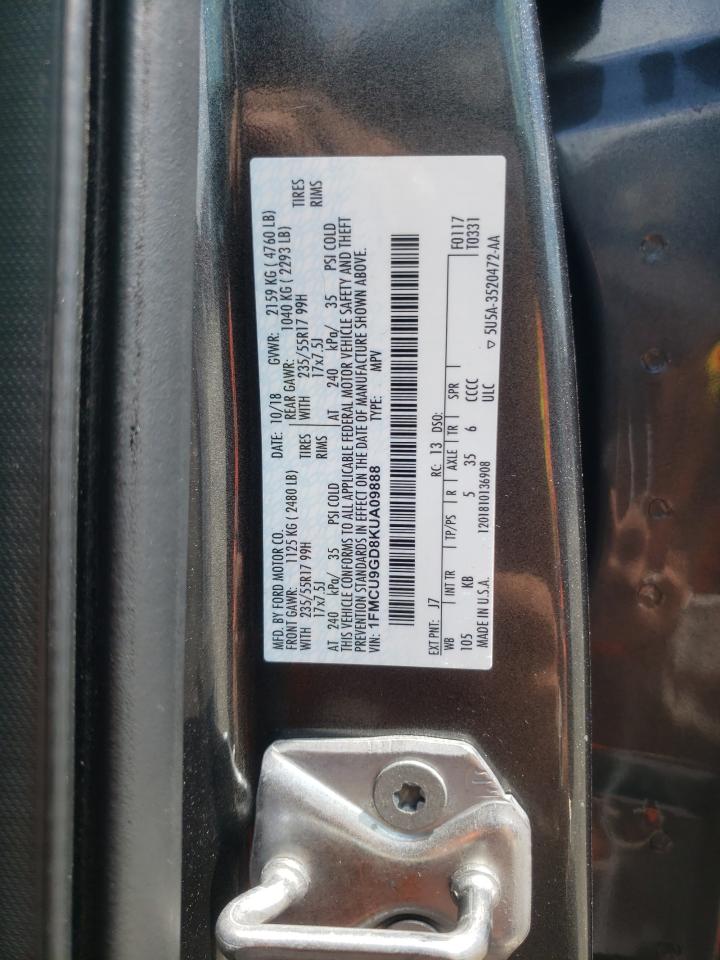 MFD. BY FORD MOTOR CO. DATE: 10/18 GVWR: 2159 KG ( 4760 LB)
FRONT GAWR: 1125 KG ( 2480 LB) REAR GAWR: 1040 KG ( 2293 LB)
WITH 235/55R17 99H TIRES WITH 235/55R17 99H TIRES
17x7.5J RIMS 17x7.5J RIMS
AT 240 kPa/ 35 PSI COLD AT 240 kPa/ 35 PSI COLD
THIS VEHICLE CONFORMS TO ALL APPLICABLE FEDERAL MOTOR VEHICLE SAFETY AND THEFT
PREVENTION STANDARDS IN EFFECT ON THE DATE OF MANUFACTURE SHOWN ABOVE.
VIN: 1FMCU9GD8KUA09888 TYPE: MPV
EXT PNT: J7 RC: 13 DSO: F0117
WB INT TR TP/PS R AXLE TR SPR T0331
105 KB 5 35 6 CCCC
MADE IN U.S.A. 1201810136908 ULC ▽ 5U5A-3520472-AA